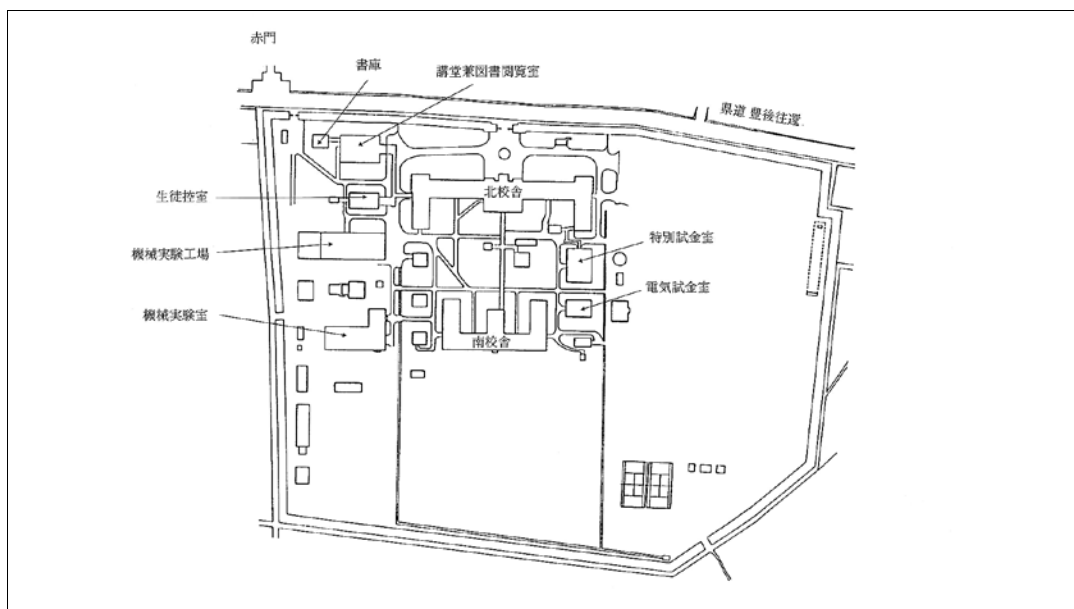 赤門
書庫
講堂兼図書閲覧室
県道 豊後往還
生徒控室
北校舎
機械実験工場
特別試金室
電気試金室
機械実験室
南校舎